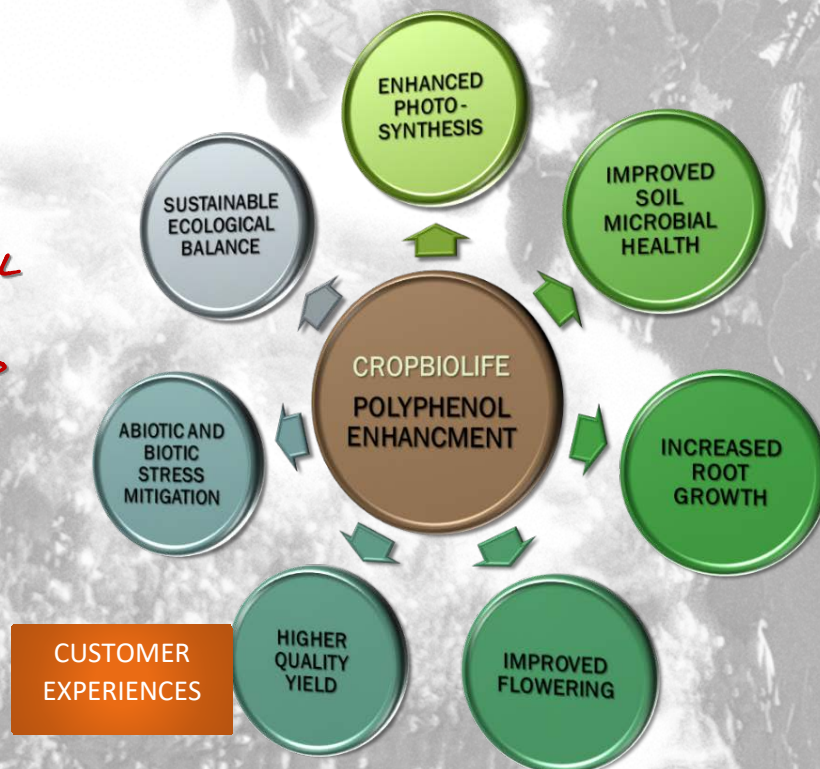 ENHANCED
PHOTO-
SYNTHESIS
IMPROVED
SOIL
MICROBIAL
HEALTH
SUSTAINABLE
ECOLOGICAL
BALANCE
CROPBIOLIFE
POLYPHENOL
ENHANCMENT
ABIOTIC AND
BIOTIC
STRESS
MITIGATION
INCREASED
ROOT
GROWTH
HIGHER
QUALITY
YIELD
IMPROVED
FLOWERING
CUSTOMER
EXPERIENCES